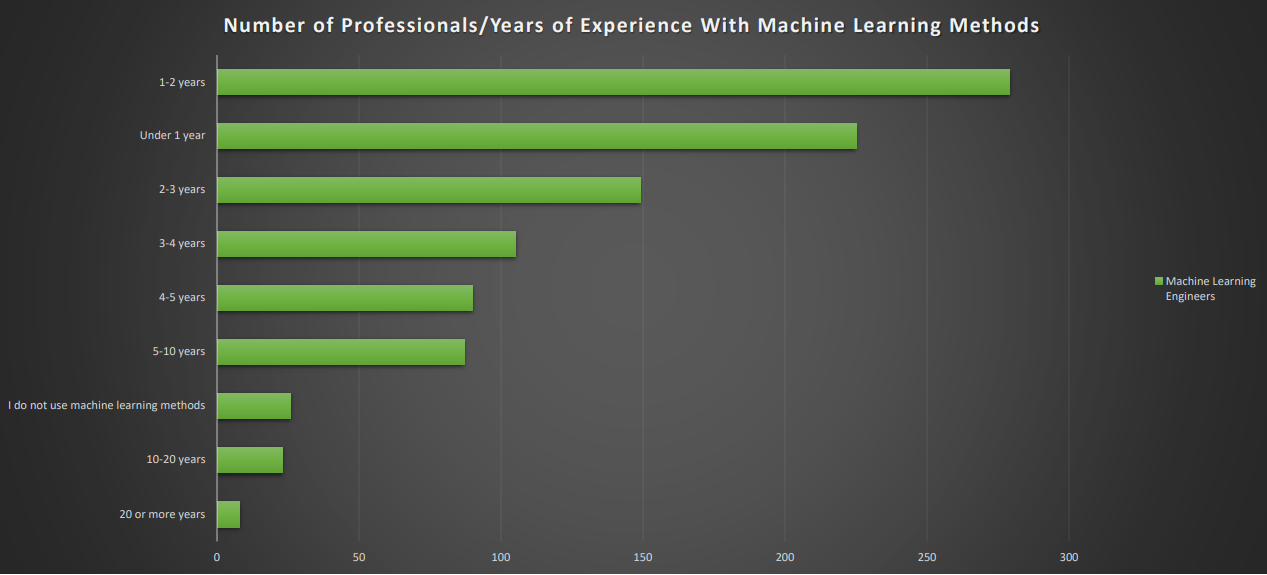 Number of Professionals/Years of Experience With Machine Learning Methods
1-2 years
Under 1 year
2-3 years
3-4 years
4-5 years
5-10 years
I do not use machine learning methods
10-20 years
20 or more years
0 50 100 150 200 250 300
Machine Learning
Engineers